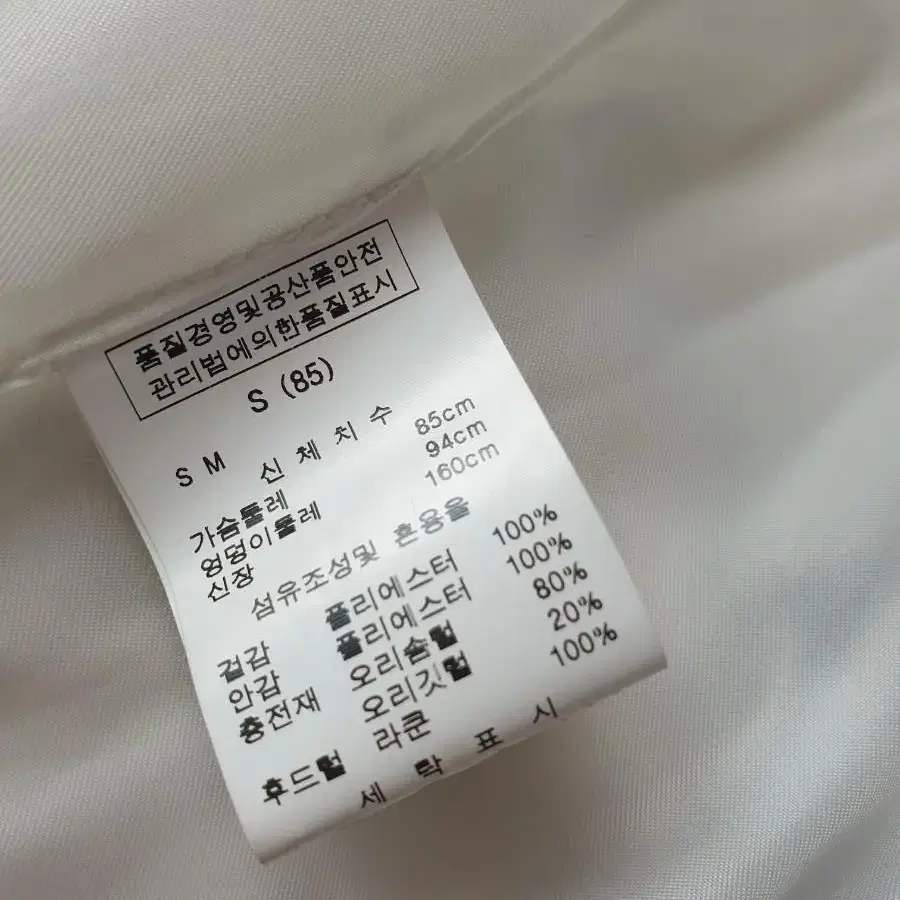 품질경영및공산품안전
관리법에의한품질표시
S (85)
S M 신 체 치 수
가슴둘레 85cm
엉덩이둘레 94cm
신장 160cm
섬유조성및 혼용율
겉감 폴리에스터 100%
안감 폴리에스터 100%
충전재 오리솜털 80%
오리깃털 20%
후드털 라쿤 100%
세 탁 표 시